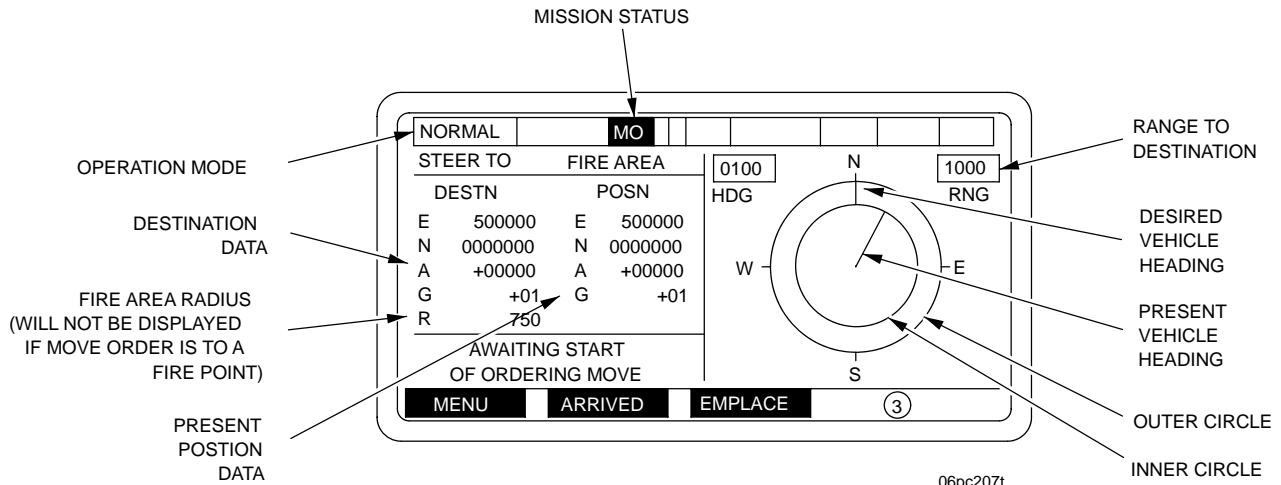 MISSION STATUS
OPERATION MODE
DESTINATION
DATA
FIRE AREA RADIUS
(WILL NOT BE DISPLAYED
IF MOVE ORDER IS TO A
FIRE POINT)
PRESENT
POSTION
DATA
NORMAL MO
STEER TO FIRE AREA
DESTN POSN
E 500000 E 500000
N 0000000 N 0000000
A +00000 A +00000
G +01 G +01
R 750
AWAITING START
OF ORDERING MOVE
0100
HDG
1000
RNG
N
W E
S
MENU ARRIVED EMPLACE 3
RANGE TO
DESTINATION
DESIRED
VEHICLE
HEADING
PRESENT
VEHICLE
HEADING
OUTER CIRCLE
INNER CIRCLE